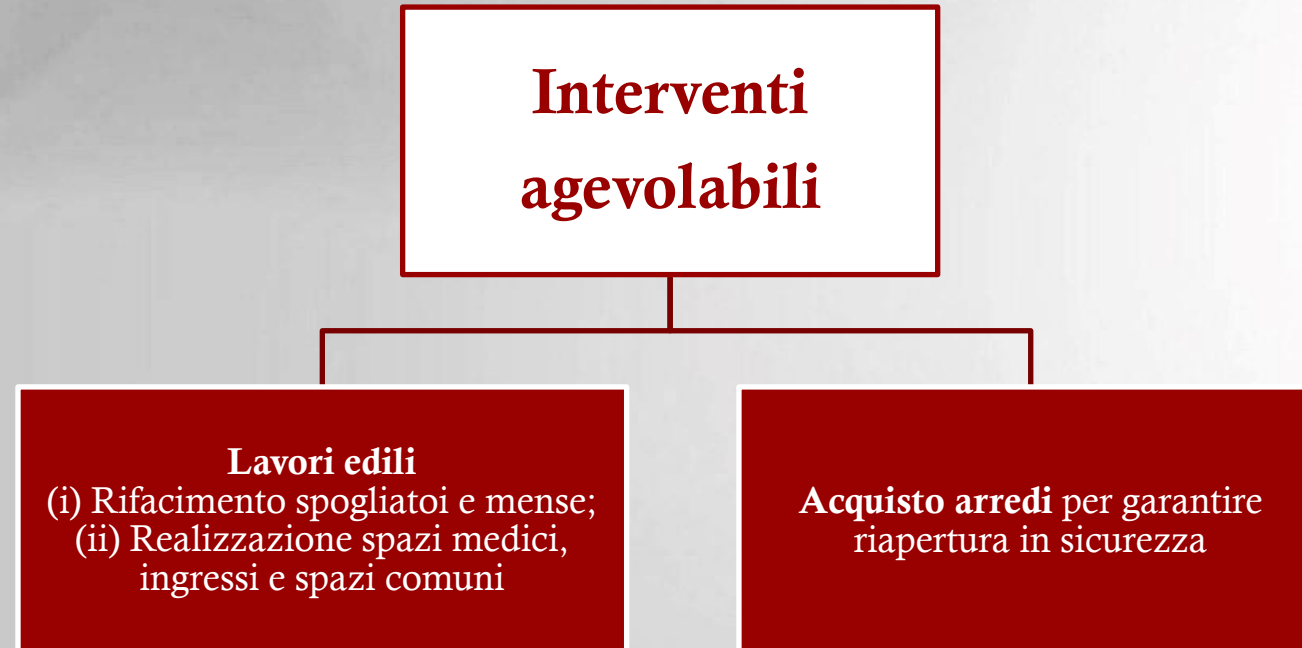 Interventi
agevolabili
Lavori edili
(i) Rifacimento spogliatoi e mense;
(ii) Realizzazione spazi medici,
ingressi e spazi comuni
Acquisto arredi per garantire
riapertura in sicurezza